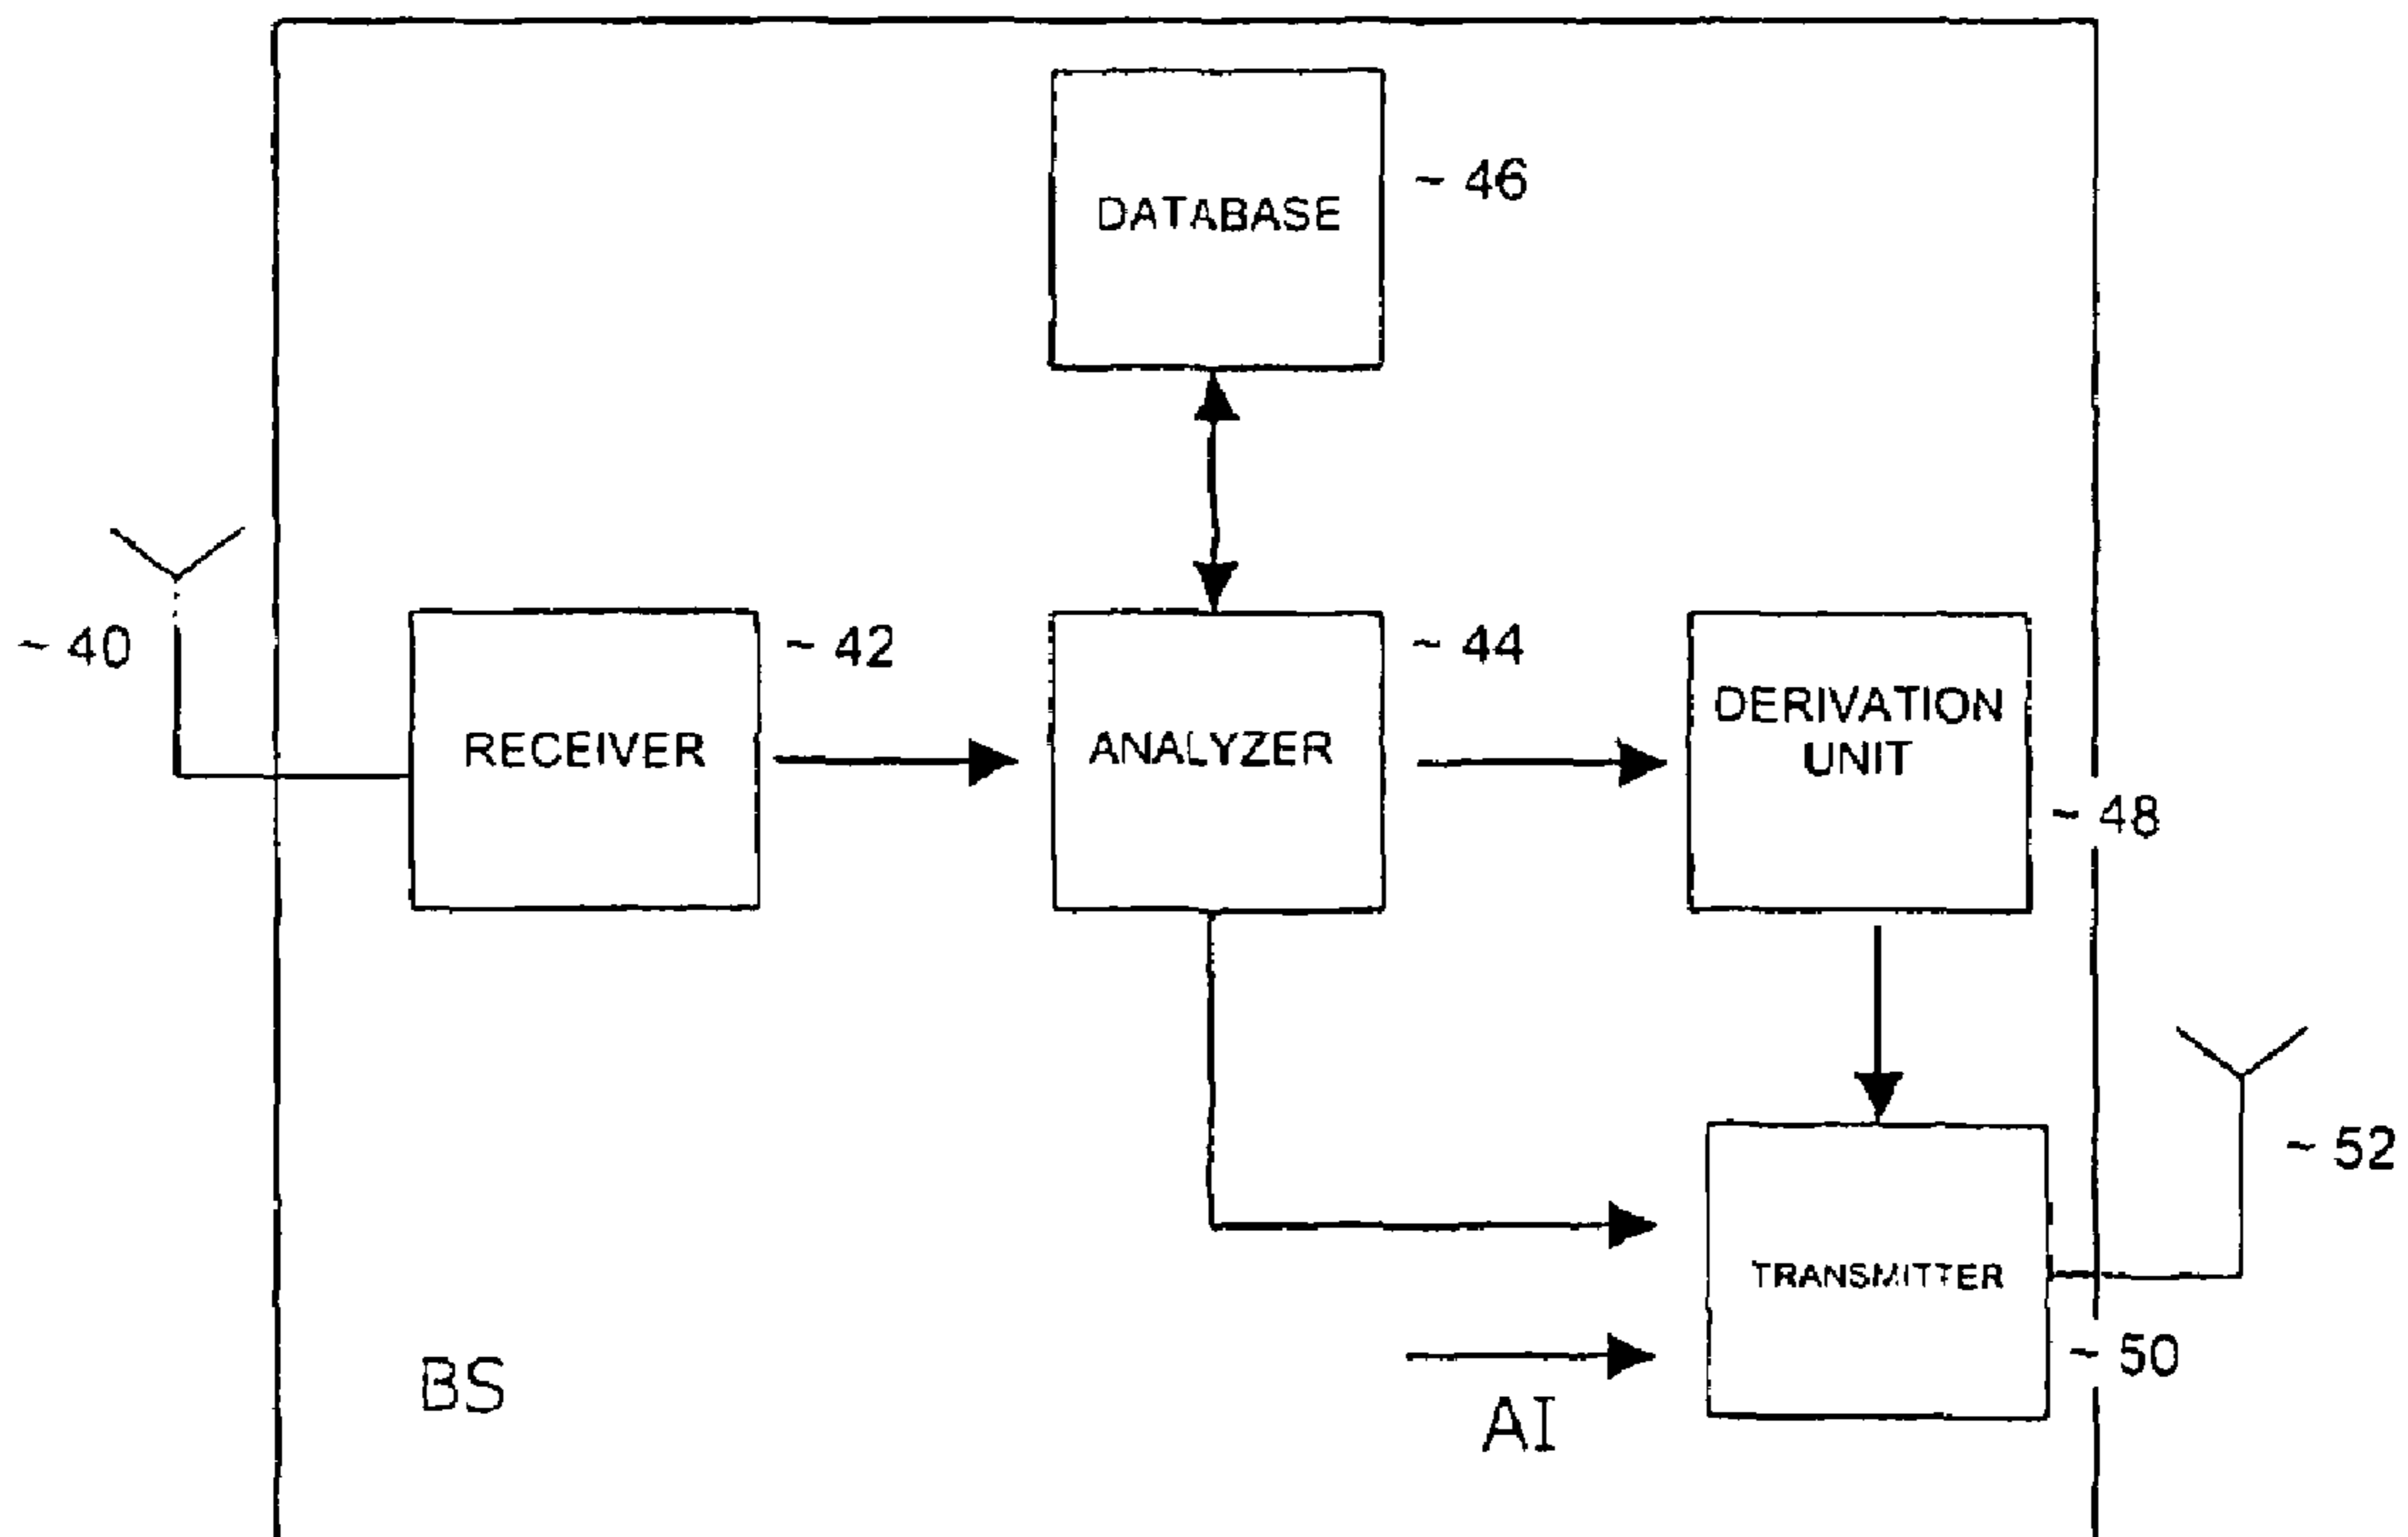 ~ 46
DATABASE
~ 40
~ 42
~ 44
RECEIVER
ANALYZER
DERIVATION
UNIT
~ 48
~ 52
TRANSMITTER
~ 50
BS
AI